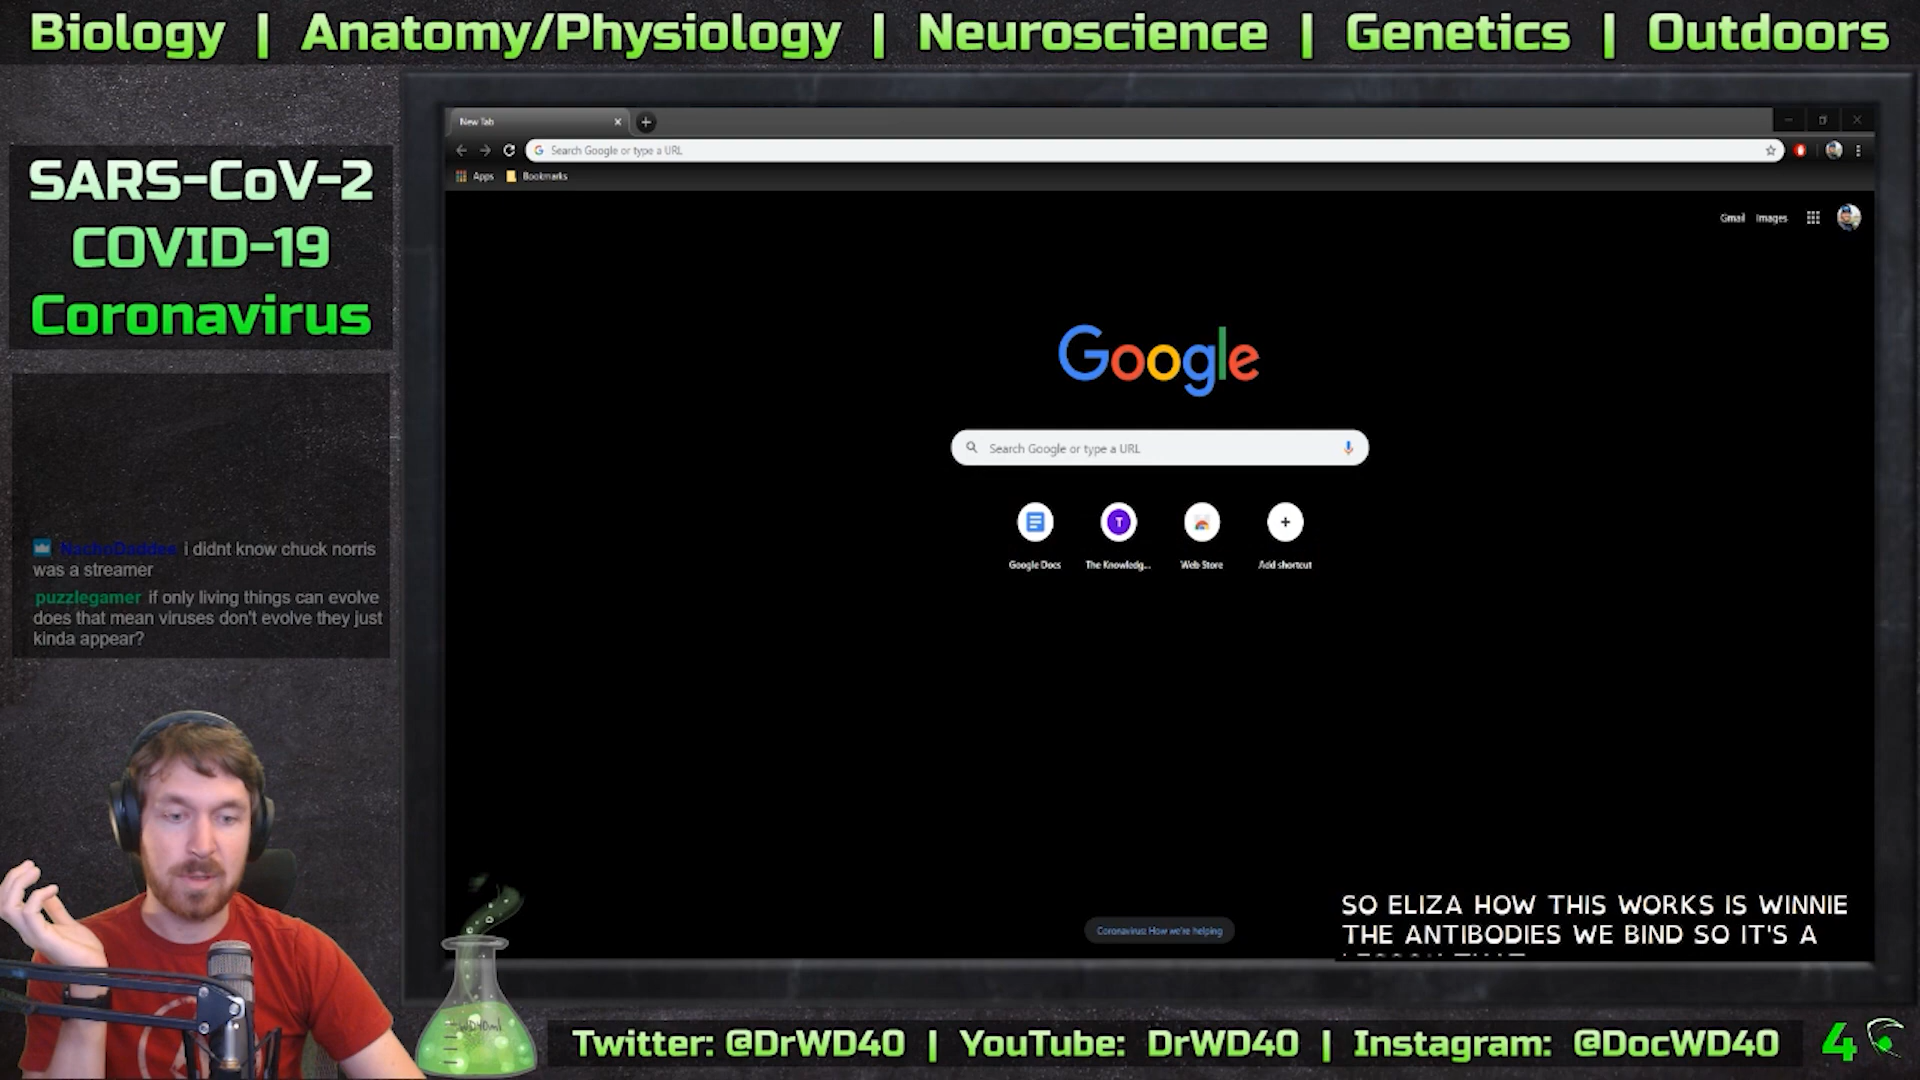 Biology | Anatomy/Physiology | Neuroscience | Genetics | Outdoors
SARS-CoV-2
COVID-19
Coronavirus
NachoDaddee i didnt know chuck norris
was a streamer
puzzlegamer if only living things can evolve
does that mean viruses don't evolve they just
kinda appear?
New Tab
Search Google or type a URL
Apps Bookmarks
Gmail Images
Google
Search Google or type a URL
T
Google Docs The Knowledg... Web Store Add shortcut
Coronavirus: How we're helping
SO ELIZA HOW THIS WORKS IS WINNIE
THE ANTIBODIES WE BIND SO IT'S A
Twitter: @DrWD40 | YouTube: DrWD40 | Instagram: @DocWD40 4